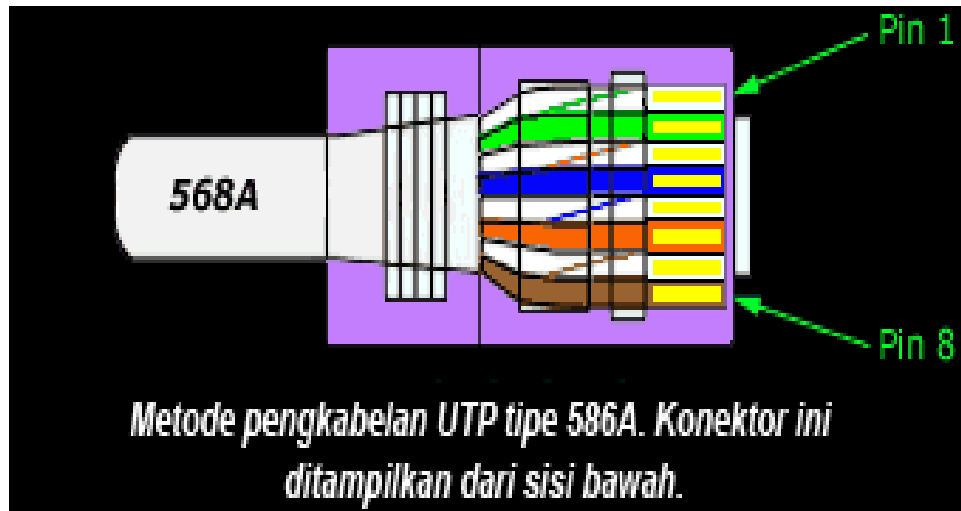 Pin 1
568A
Pin 8
Metode pengkabelan UTP tipe 586A. Konektor ini
ditampilkan dari sisi bawah.